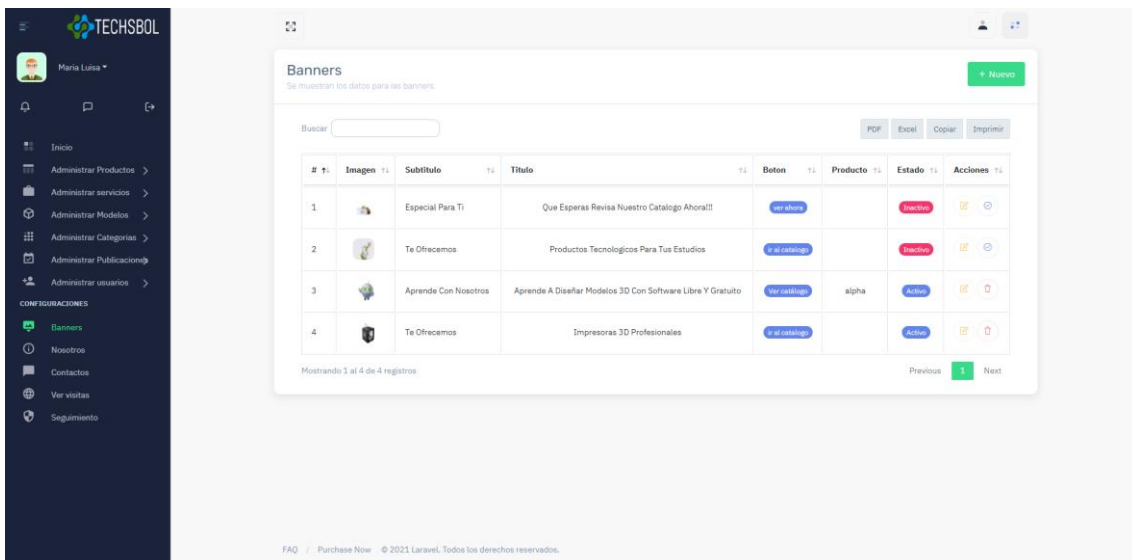 TECHSBOL
Maria Luisa
Inicio
Administrar Productos
Administrar servicios
Administrar Modelos
Administrar Categorias
Administrar Publicaciones
Administrar usuarios
CONFIGURACIONES
Banners
Nosotros
Contactos
Ver visitas
Seguimiento
Banners
Se muestran los datos para las banners.
+ Nuevo
Buscar
PDF Excel Copiar Imprimir
# Imagen Subtitulo Titulo Boton Producto Estado Acciones
1 Especial Para Ti Que Esperas Revisa Nuestro Catalogo Ahora!!! ver ahora Inactivo
2 Te Ofrecemos Productos Tecnologicos Para Tus Estudios ir al catalogo Inactivo
3 Aprende Con Nosotros Aprende A Diseñar Modelos 3D Con Software Libre Y Gratuito Ver catálogo alpha Activo
4 Te Ofrecemos Impresoras 3D Profesionales ir al catalogo Activo
Mostrando 1 al 4 de 4 registros
Previous 1 Next
FAQ / Purchase Now © 2021 Laravel. Todos los derechos reservados.